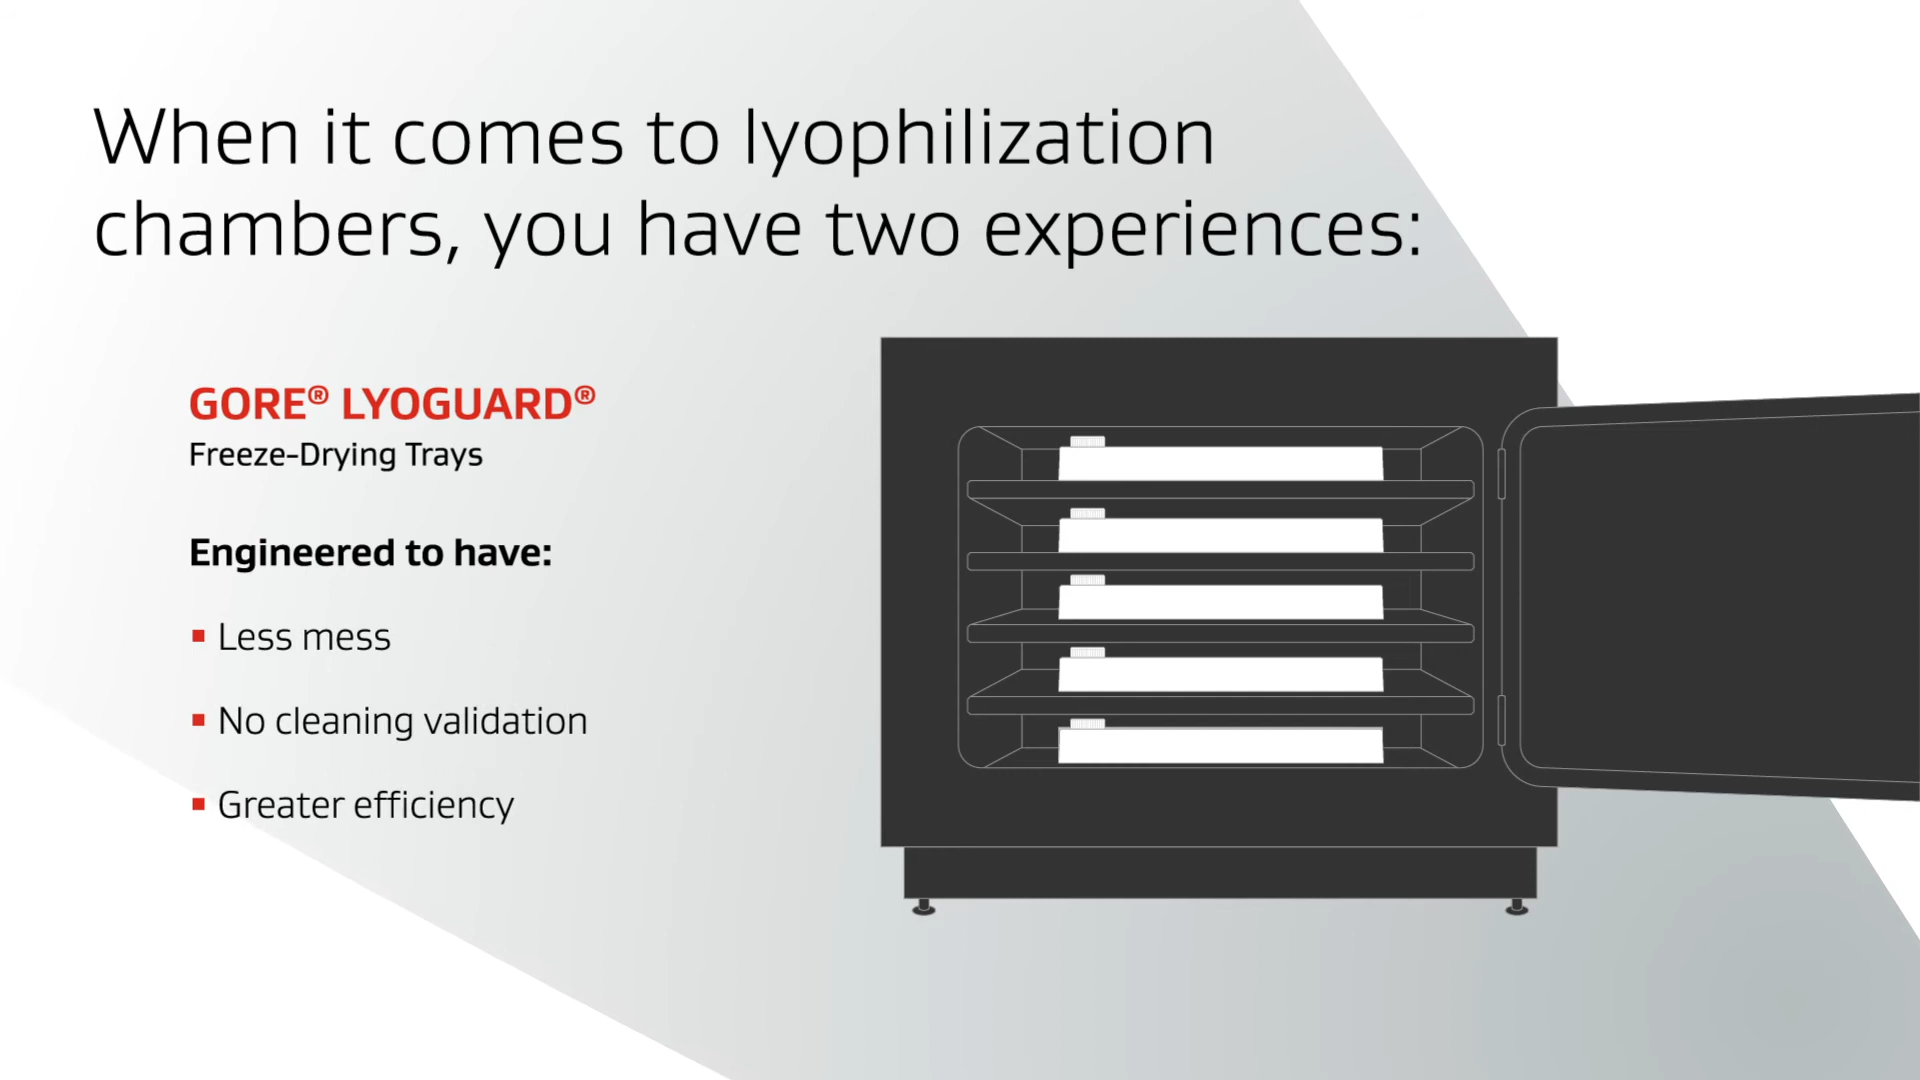 When it comes to lyophilization
chambers, you have two experiences:
GORE® LYOGUARD®
Freeze-Drying Trays
Engineered to have:
▪ Less mess
▪ No cleaning validation
▪ Greater efficiency